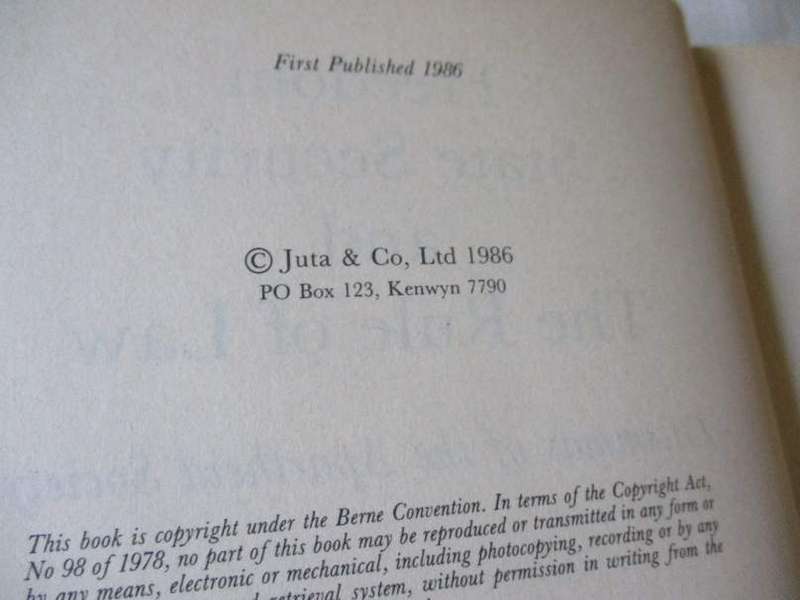 First Published 1986
© Juta & Co, Ltd 1986
PO Box 123, Kenwyn 7790
This book is copyright under the Berne Convention. In terms of the Copyright Act,
No 98 of 1978, no part of this book may be reproduced or transmitted in any form or
by any means, electronic or mechanical, including photocopying, recording or by any
retrieval system, without permission in writing from the